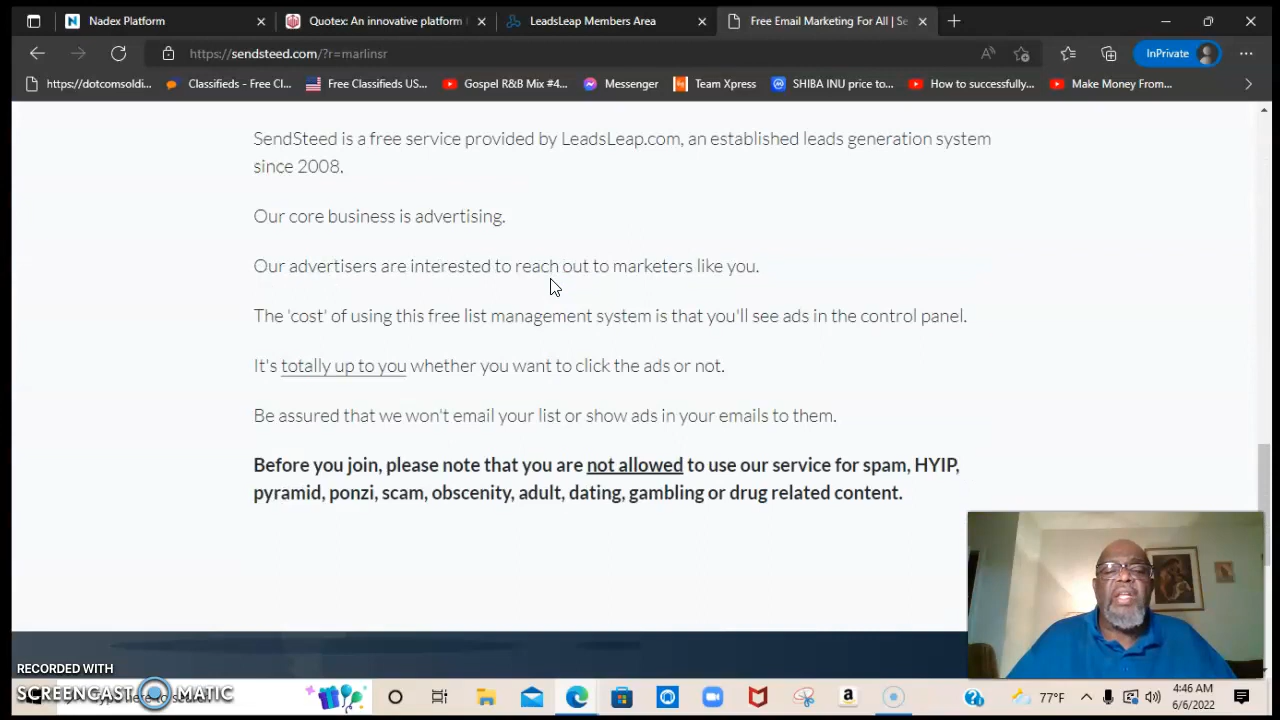 Nadex Platform
Quotex: An innovative platform
LeadsLeap Members Area
Free Email Marketing For All | Se
https://sendsteed.com/?r=marlinsr
InPrivate
https://dotcomsoldi...
Classifieds - Free Cl...
Free Classifieds US...
Gospel R&B Mix #4...
Messenger
Team Xpress
SHIBA INU price to...
How to successfully...
Make Money From...
SendSteed is a free service provided by LeadsLeap.com, an established leads generation system
since 2008.
Our core business is advertising.
Our advertisers are interested to reach out to marketers like you.
The 'cost' of using this free list management system is that you'll see ads in the control panel.
It's totally up to you whether you want to click the ads or not.
Be assured that we won't email your list or show ads in your emails to them.
Before you join, please note that you are not allowed to use our service for spam, HYIP,
pyramid, ponzi, scam, obscenity, adult, dating, gambling or drug related content.
RECORDED WITH
SCREENCAST MATIC
77°F
4:46 AM
6/6/2022